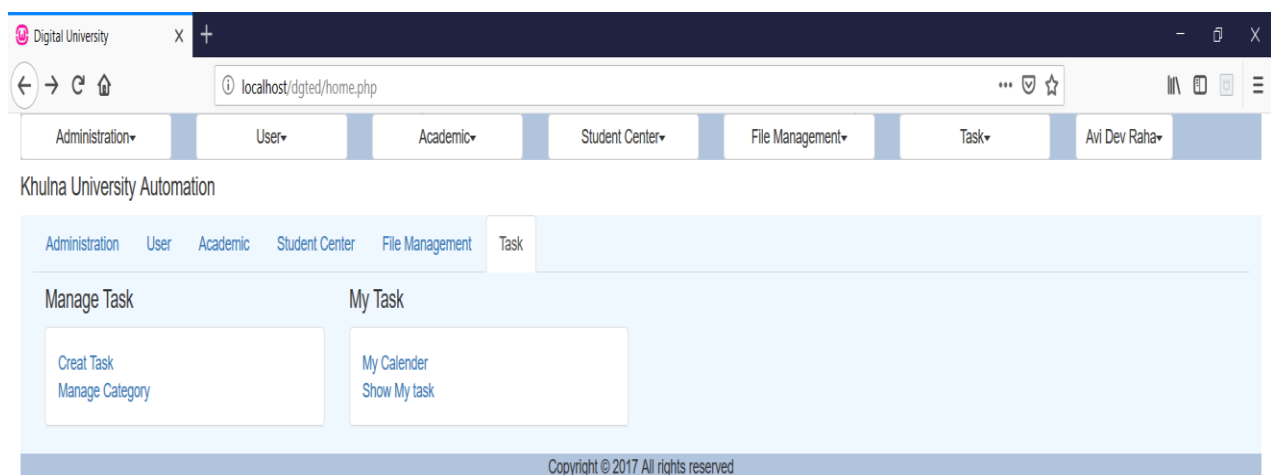 Digital University
localhost/dgted/home.php
Administration User Academic Student Center File Management Task Avi Dev Raha
Khulna University Automation
Administration User Academic Student Center File Management Task
Manage Task My Task
Creat Task My Calender
Manage Category Show My task
Copyright © 2017 All rights reserved